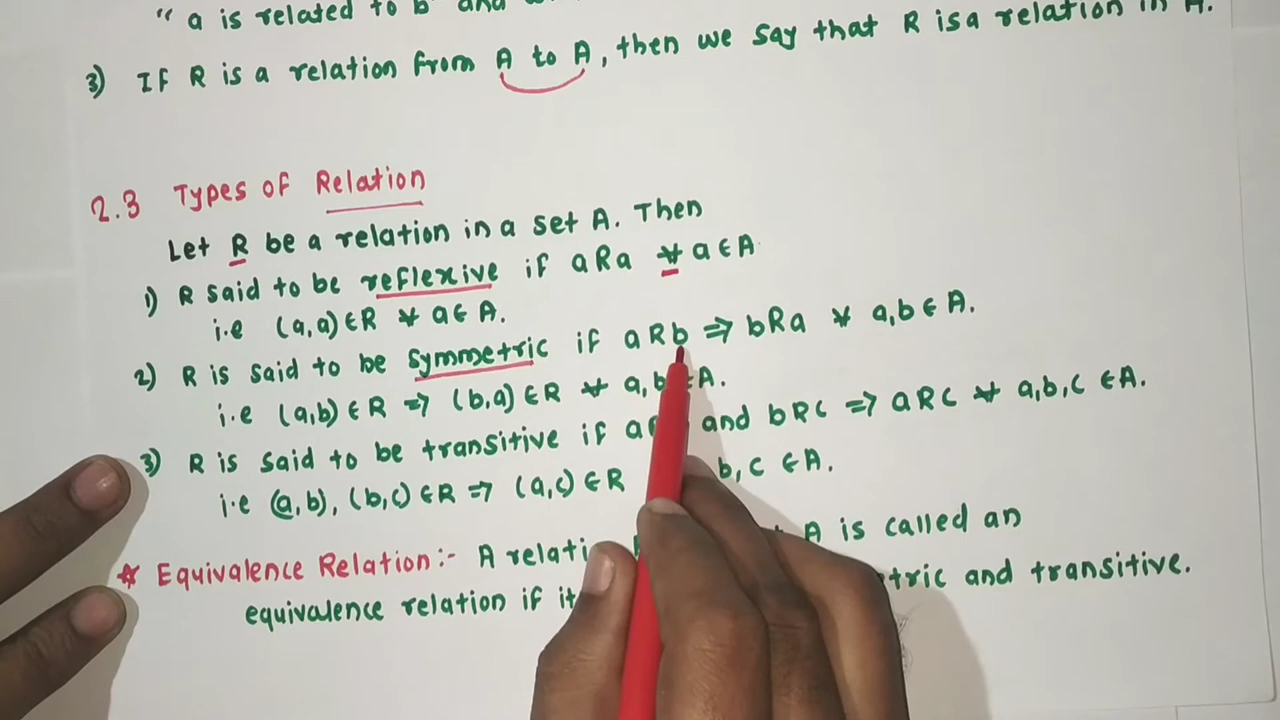 “ a is related to b” and
3) If R is a relation from A to A, then we say that R is a relation in A.
2.3 Types of Relation
Let R be a relation in a set A. Then
1) R said to be reflexive if aRa ∀ a∈A
i.e (a,a)∈R ∀ a∈A.
2) R is said to be symmetric if aRb ⇒ bRa ∀ a,b∈A.
i.e (a,b)∈R ⇒ (b,a)∈R ∀ a,b∈A.
3) R is said to be transitive if and bRc ⇒ aRc ∀ a,b,c ∈A.
i.e (a,b), (b,c)∈R ⇒ (a,c)∈R b,c ∈A.
* Equivalence Relation:- A A is called an
equivalence relation if and transitive.